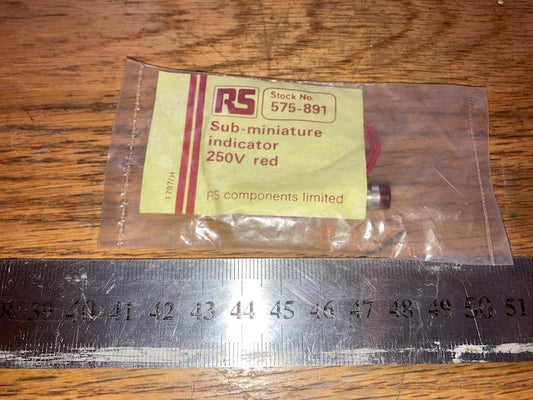 RS
Stock No.
575-891
Sub-miniature
indicator
250V red
RS components limited
39 40 41 42 43 44 45 46 47 48 49 50 51